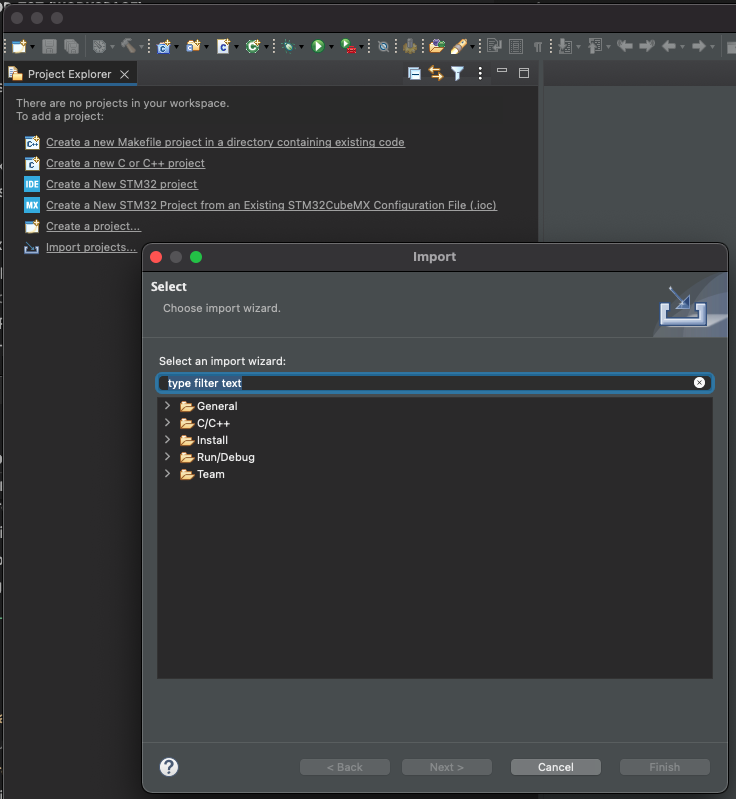 Project Explorer
There are no projects in your workspace.
To add a project:
Create a new Makefile project in a directory containing existing code
Create a new C or C++ project
IDE Create a New STM32 project
MX Create a New STM32 Project from an Existing STM32CubeMX Configuration File (.ioc)
Create a project...
Import projects...
Import
Select
Choose import wizard.
Select an import wizard:
type filter text
General
C/C++
Install
Run/Debug
Team
?
< Back
Next >
Cancel
Finish